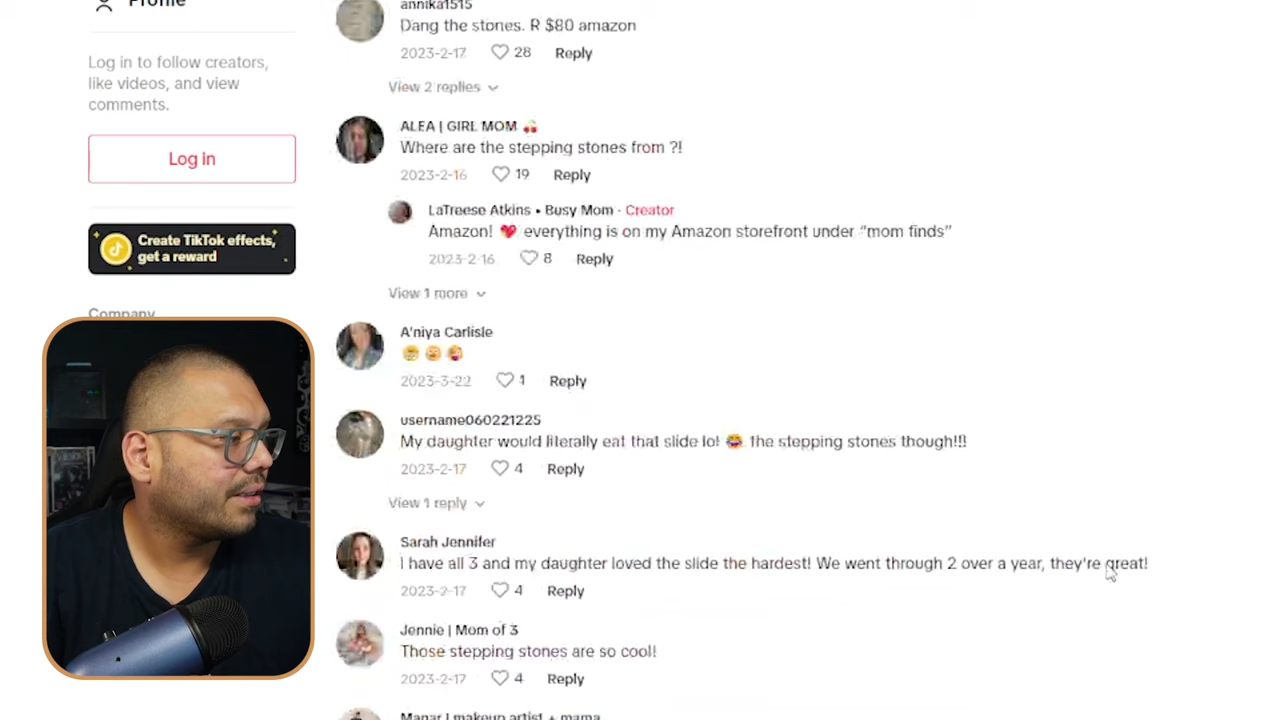 Profile
Log in to follow creators,
like videos, and view
comments.
Log in
Create TikTok effects,
get a reward
Company
annika1515
Dang the stones. R $80 amazon
2023-2-17 28 Reply
View 2 replies
ALEA | GIRL MOM 🍒
Where are the stepping stones from ?!
2023-2-16 19 Reply
LaTreese Atkins • Busy Mom · Creator
Amazon! 💖 everything is on my Amazon storefront under “mom finds”
2023-2-16 8 Reply
View 1 more
A'niya Carlisle
2023-3-22 1 Reply
username060221225
My daughter would literally eat that slide lol 😂 the stepping stones though!!!
2023-2-17 4 Reply
View 1 reply
Sarah Jennifer
I have all 3 and my daughter loved the slide the hardest! We went through 2 over a year, they're great!
2023-2-17 4 Reply
Jennie | Mom of 3
Those stepping stones are so cool!
2023-2-17 4 Reply
Manar | makeup artist + mama